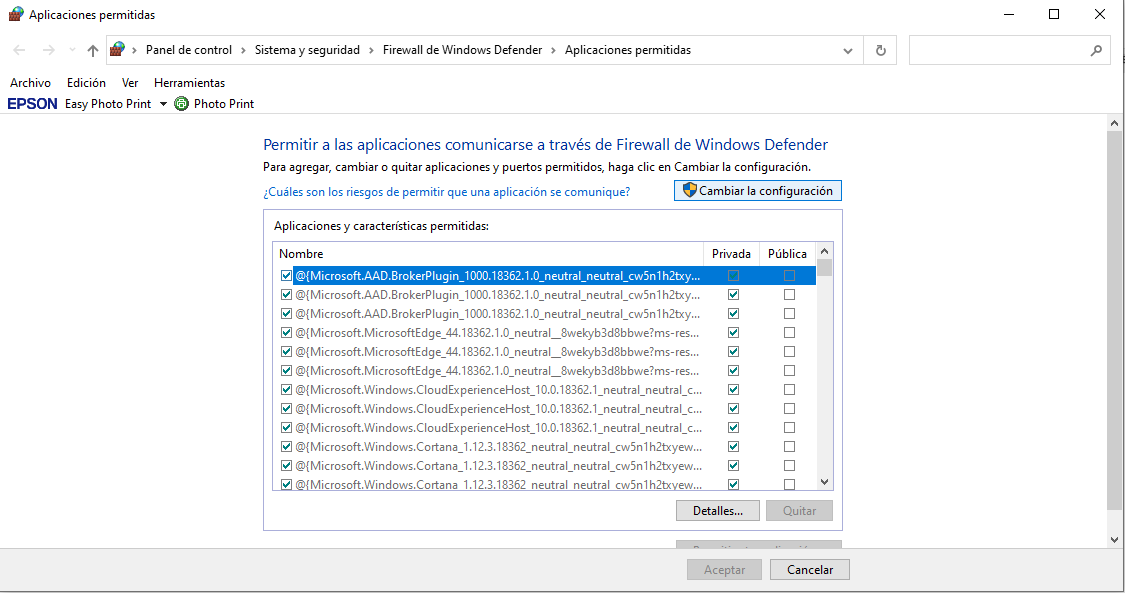 Aplicaciones permitidas
Panel de control > Sistema y seguridad > Firewall de Windows Defender > Aplicaciones permitidas
Archivo Edición Ver Herramientas
EPSON Easy Photo Print Photo Print
Permitir a las aplicaciones comunicarse a través de Firewall de Windows Defender
Para agregar, cambiar o quitar aplicaciones y puertos permitidos, haga clic en Cambiar la configuración.
¿Cuáles son los riesgos de permitir que una aplicación se comunique? Cambiar la configuración
Aplicaciones y características permitidas:
Nombre Privada Pública
@{Microsoft.AAD.BrokerPlugin_1000.18362.1.0_neutral_neutral_cw5n1h2txy...
@{Microsoft.AAD.BrokerPlugin_1000.18362.1.0_neutral_neutral_cw5n1h2txy...
@{Microsoft.AAD.BrokerPlugin_1000.18362.1.0_neutral_neutral_cw5n1h2txy...
@{Microsoft.MicrosoftEdge_44.18362.1.0_neutral__8wekyb3d8bbwe?ms-res...
@{Microsoft.MicrosoftEdge_44.18362.1.0_neutral__8wekyb3d8bbwe?ms-res...
@{Microsoft.MicrosoftEdge_44.18362.1.0_neutral__8wekyb3d8bbwe?ms-res...
@{Microsoft.Windows.CloudExperienceHost_10.0.18362.1_neutral_neutral_c...
@{Microsoft.Windows.CloudExperienceHost_10.0.18362.1_neutral_neutral_c...
@{Microsoft.Windows.CloudExperienceHost_10.0.18362.1_neutral_neutral_c...
@{Microsoft.Windows.Cortana_1.12.3.18362_neutral_neutral_cw5n1h2txyew...
@{Microsoft.Windows.Cortana_1.12.3.18362_neutral_neutral_cw5n1h2txyew...
@{Microsoft.Windows.Cortana_1.12.3.18362_neutral_neutral_cw5n1h2txyew...
Detalles... Quitar
Aceptar Cancelar